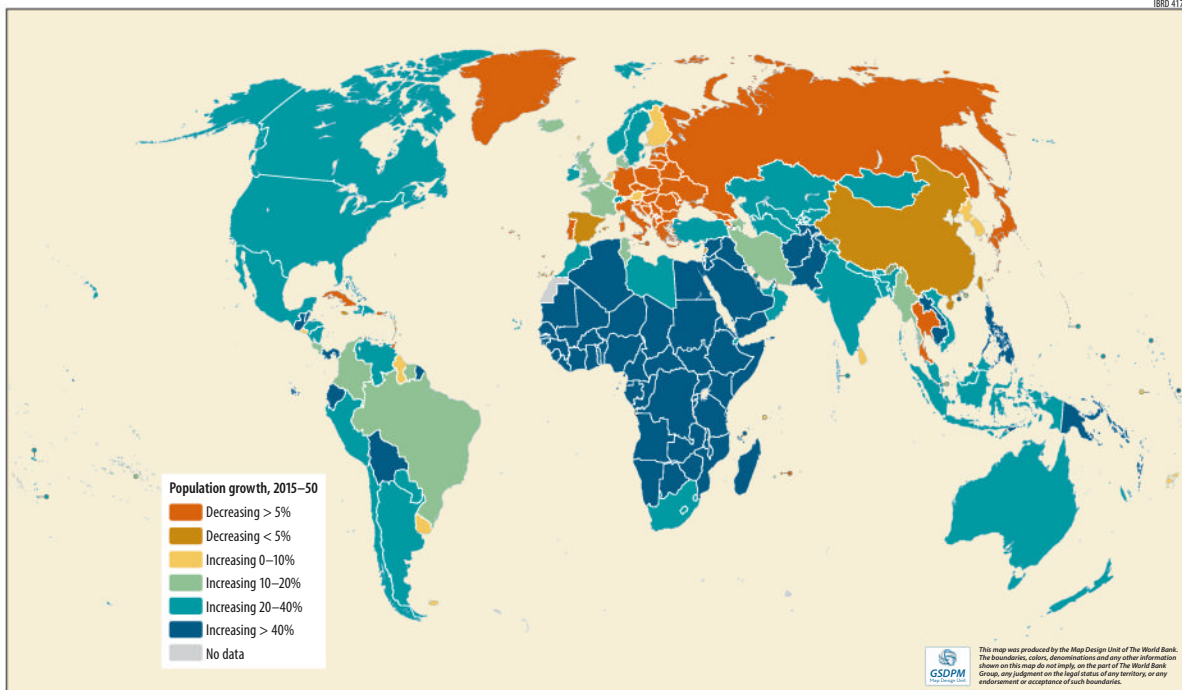 IBRD 417
Population growth, 2015–50
Decreasing > 5%
Decreasing < 5%
Increasing 0–10%
Increasing 10–20%
Increasing 20–40%
Increasing > 40%
No data
GSDPM
Map Design Unit
This map was produced by the Map Design Unit of The World Bank.
The boundaries, colors, denominations and any other information
shown on this map do not imply, on the part of The World Bank
Group, any judgment on the legal status of any territory, or any
endorsement or acceptance of such boundaries.